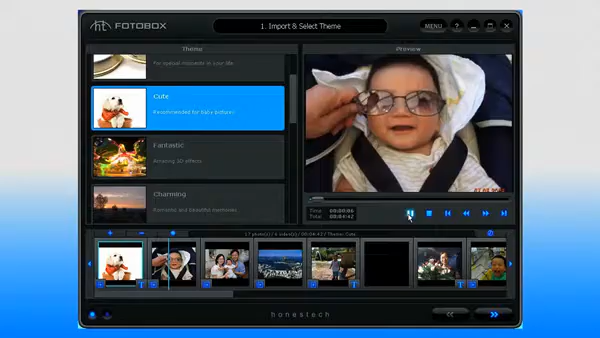 ht FOTOBOX
1. Import & Select Theme
MENU ?
Theme
Preview
For special moments in your life.
Cute
Recommended for baby pictures
Fantastic
Amazing 3D effects
Charming
Romantic and beautiful memories
Time: 00:00:06
Total: 00:04:42
17 photo(s) / 4 video(s) / 00:04:42 / Theme: Cute
honestech